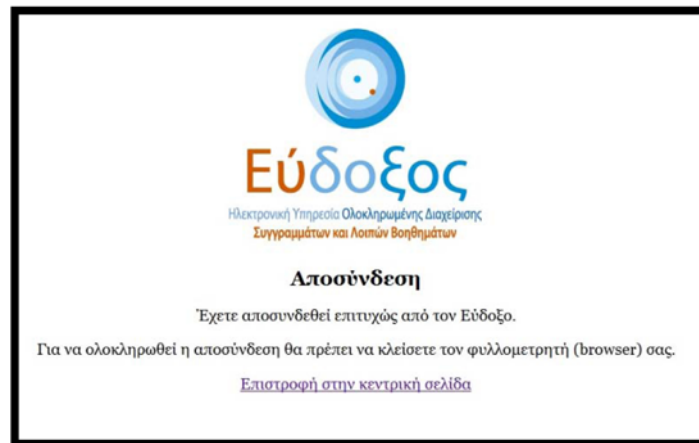 Εύδοξος
Ηλεκτρονική Υπηρεσία Ολοκληρωμένης Διαχείρισης
Συγγραμμάτων και Λοιπών Βοηθημάτων
Αποσύνδεση
Έχετε αποσυνδεθεί επιτυχώς από τον Εύδοξο.
Για να ολοκληρωθεί η αποσύνδεση θα πρέπει να κλείσετε τον φυλλομετρητή (browser) σας.
Επιστροφή στην κεντρική σελίδα